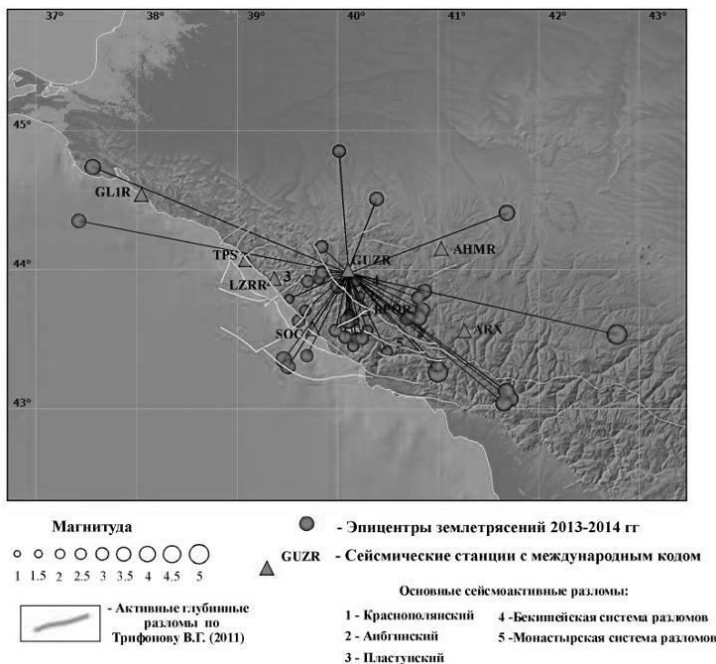 37° 38° 39° 40° 41° 42° 43°
45°
GL1R
44°
TPS
GUZR
AHMR
LZRR
3
4
SOC
ARX
5
43°
Магнитуда
1 1.5 2 2.5 3 3.5 4 4.5 5
- Эпицентры землетрясений 2013-2014 гг
GUZR - Сейсмические станции с международным кодом
- Активные глубинные
разломы по
Трифонову В.Г. (2011)
Основные сейсмоактивные разломы:
1 - Краснополянский 4 -Бекишейская система разломов
2 - Аибгинский 5 -Монастырская система разломов
3 - Пластунский